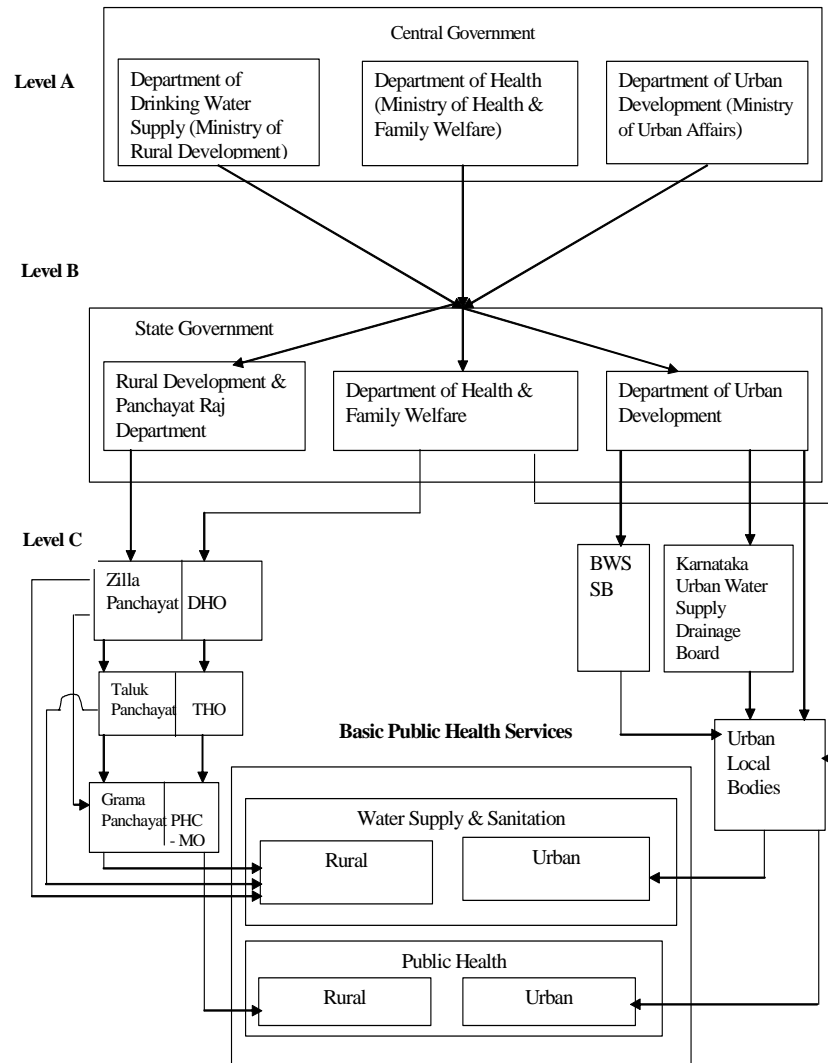 Central Government
Level A
Department of
Drinking Water
Supply (Ministry of
Rural Development)
Department of Health
(Ministry of Health &
Family Welfare)
Department of Urban
Development (Ministry
of Urban Affairs)
Level B
State Government
Rural Development &
Panchayat Raj
Department
Department of Health &
Family Welfare
Department of Urban
Development
Level C
Zilla
Panchayat
DHO
BWS
SB
Karnataka
Urban Water
Supply
Drainage
Board
Taluk
Panchayat
THO
Basic Public Health Services
Urban
Local
Bodies
Grama
Panchayat
PHC
- MO
Water Supply & Sanitation
Rural
Urban
Public Health
Rural
Urban